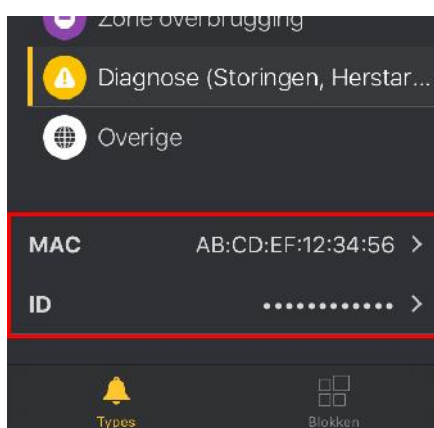 Zone overbrugging
Diagnose (Storingen, Herstar...
Overige
MAC AB:CD:EF:12:34:56 >
ID •••••••••••• >
Types Blokken